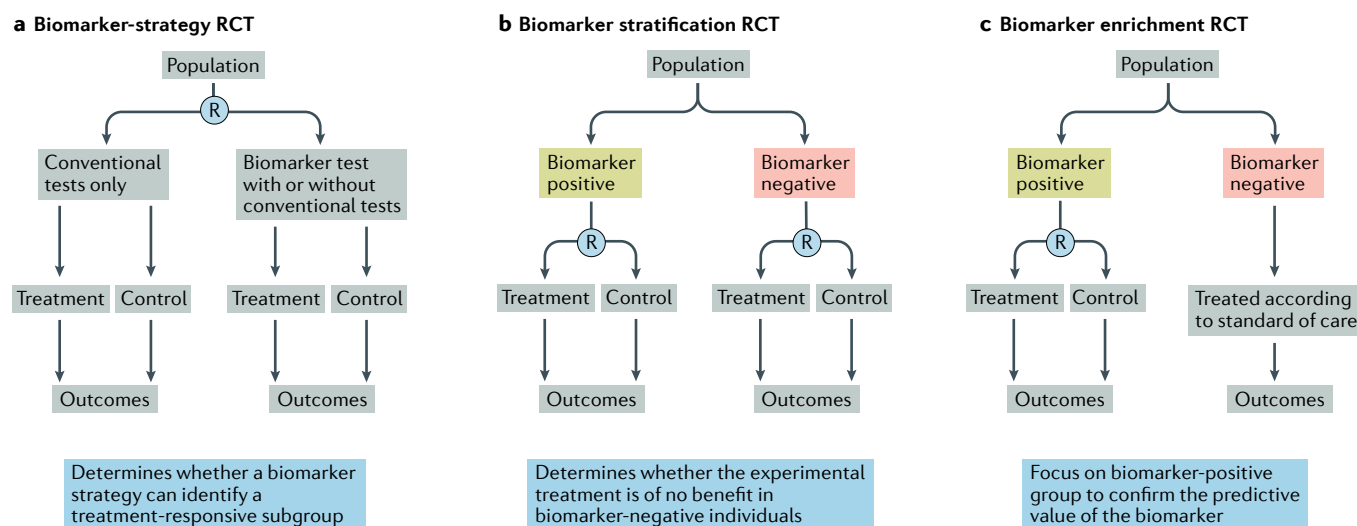 a Biomarker-strategy RCT
Population
R
Conventional
tests only
Biomarker test
with or without
conventional tests
Treatment
Control
Treatment
Control
Outcomes
Outcomes
Determines whether a biomarker
strategy can identify a
treatment-responsive subgroup
b Biomarker stratification RCT
Population
Biomarker
positive
Biomarker
negative
R
R
Treatment
Control
Treatment
Control
Outcomes
Outcomes
Determines whether the experimental
treatment is of no benefit in
biomarker-negative individuals
c Biomarker enrichment RCT
Population
Biomarker
positive
Biomarker
negative
R
Treatment
Control
Treated according
to standard of care
Outcomes
Outcomes
Focus on biomarker-positive
group to confirm the predictive
value of the biomarker